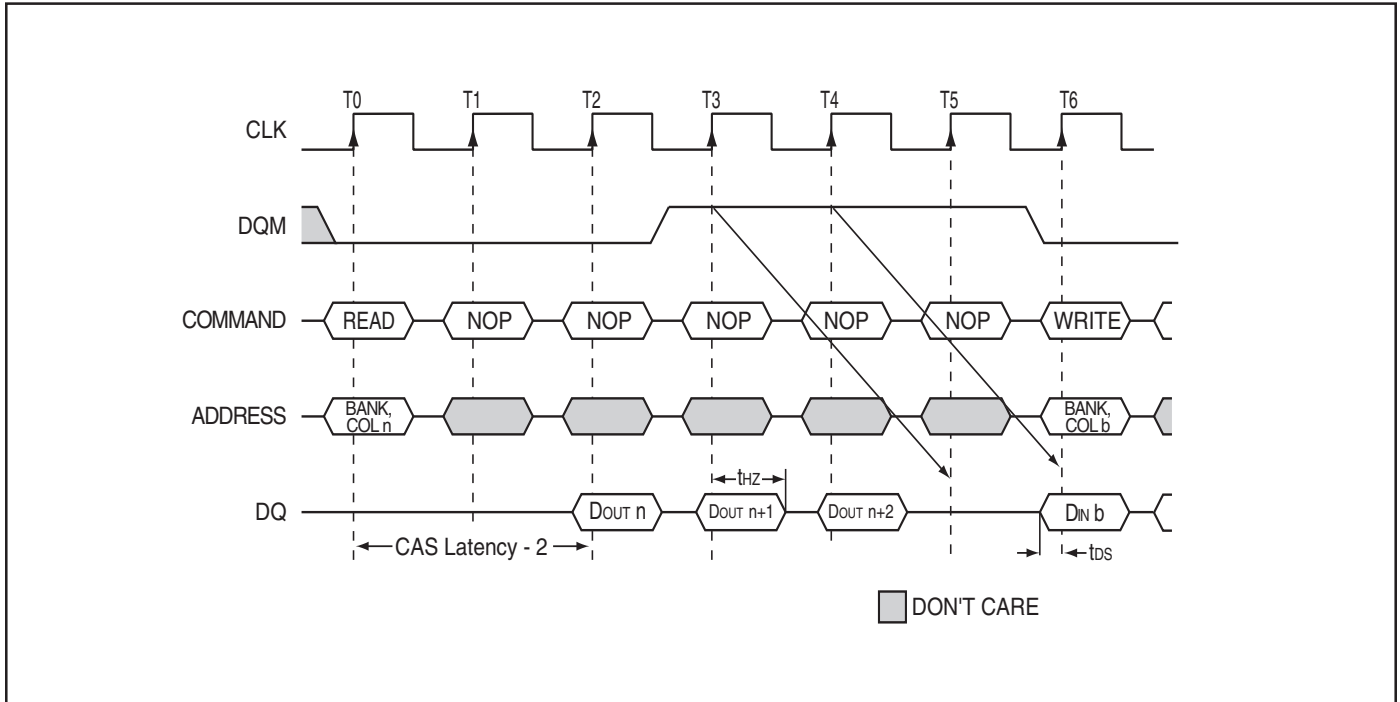 T0 T1 T2 T3 T4 T5 T6
CLK
DQM
COMMAND READ NOP NOP NOP NOP NOP WRITE
ADDRESS BANK, COL n BANK, COL b
tHZ
DQ DOUT n DOUT n+1 DOUT n+2 DIN b
CAS Latency - 2 tDS
DON'T CARE